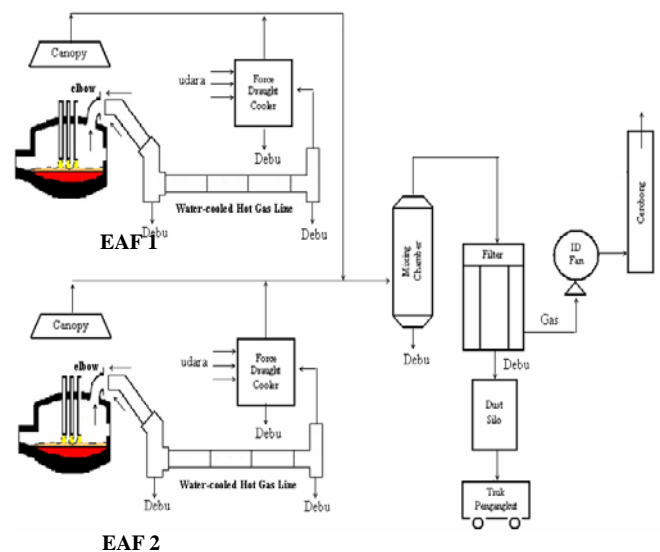 Canopy
elbow
udara
Force
Draught
Cooler
Debu
Water-cooled Hot Gas Line
Debu
Debu
EAF 1
Canopy
elbow
udara
Force
Draught
Cooler
Debu
Water-cooled Hot Gas Line
Debu
Debu
EAF 2
Mixing
Chamber
Debu
Filter
Gas
Debu
ID
Fan
Cerobong
Dust
Silo
Truk
Pengangkut